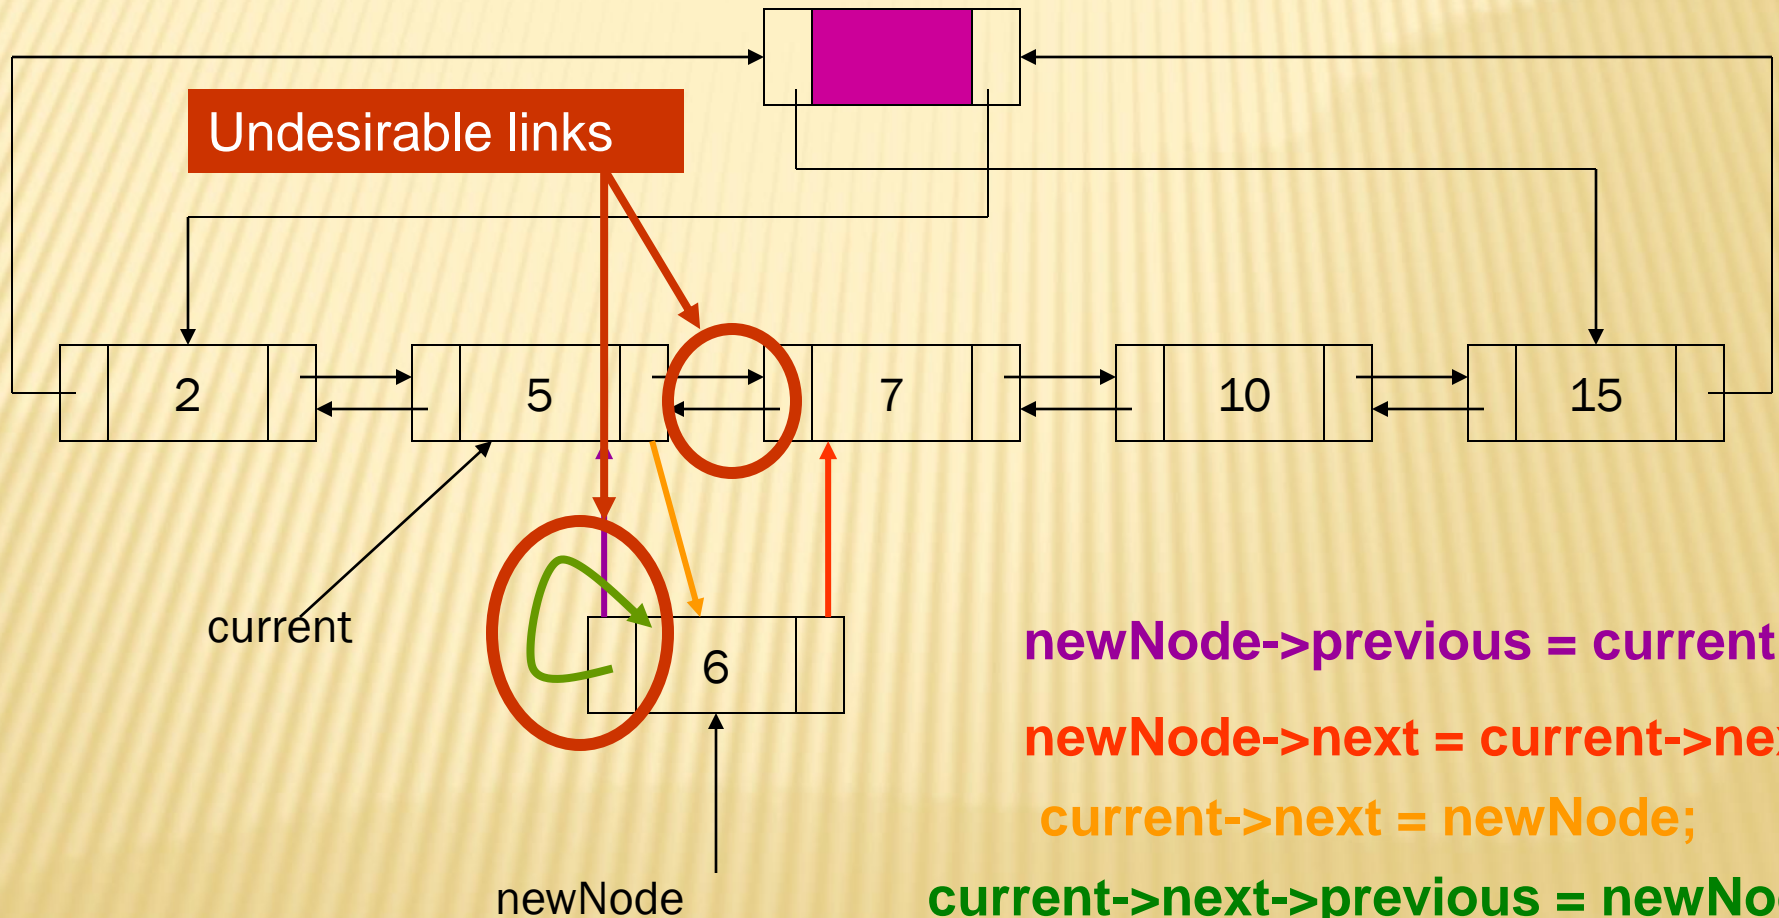 Undesirable links
2 5 7 10 15
current
6
newNode->previous = current
newNode->next = current->nex
current->next = newNode;
newNode
current->next->previous = newNo